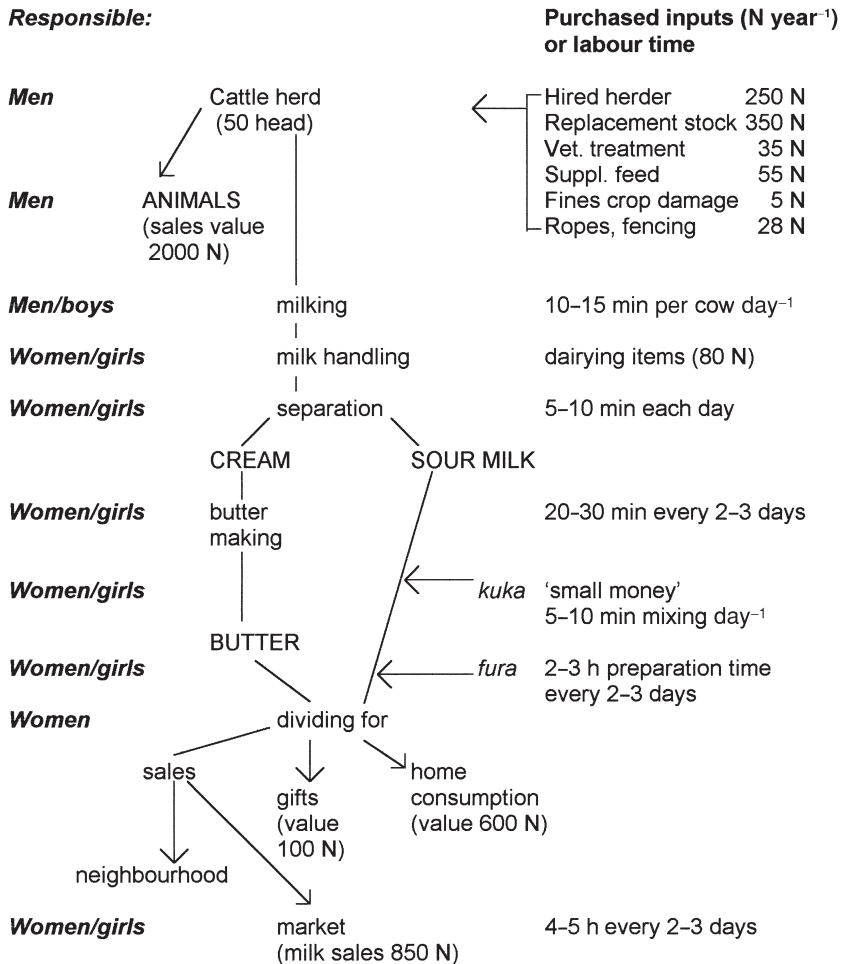 Responsible: Purchased inputs (N year⁻¹)
or labour time
Men Cattle herd Hired herder 250 N
(50 head) Replacement stock 350 N
Vet. treatment 35 N
Suppl. feed 55 N
Men ANIMALS Fines crop damage 5 N
(sales value Ropes, fencing 28 N
2000 N)
Men/boys milking 10–15 min per cow day⁻¹
Women/girls milk handling dairying items (80 N)
Women/girls separation 5–10 min each day
CREAM SOUR MILK
Women/girls butter 20–30 min every 2–3 days
making
Women/girls kuka ‘small money’
5–10 min mixing day⁻¹
BUTTER
Women/girls fura 2–3 h preparation time
every 2–3 days
Women dividing for
sales home
gifts consumption
(value (value 600 N)
100 N)
neighbourhood
Women/girls market 4–5 h every 2–3 days
(milk sales 850 N)